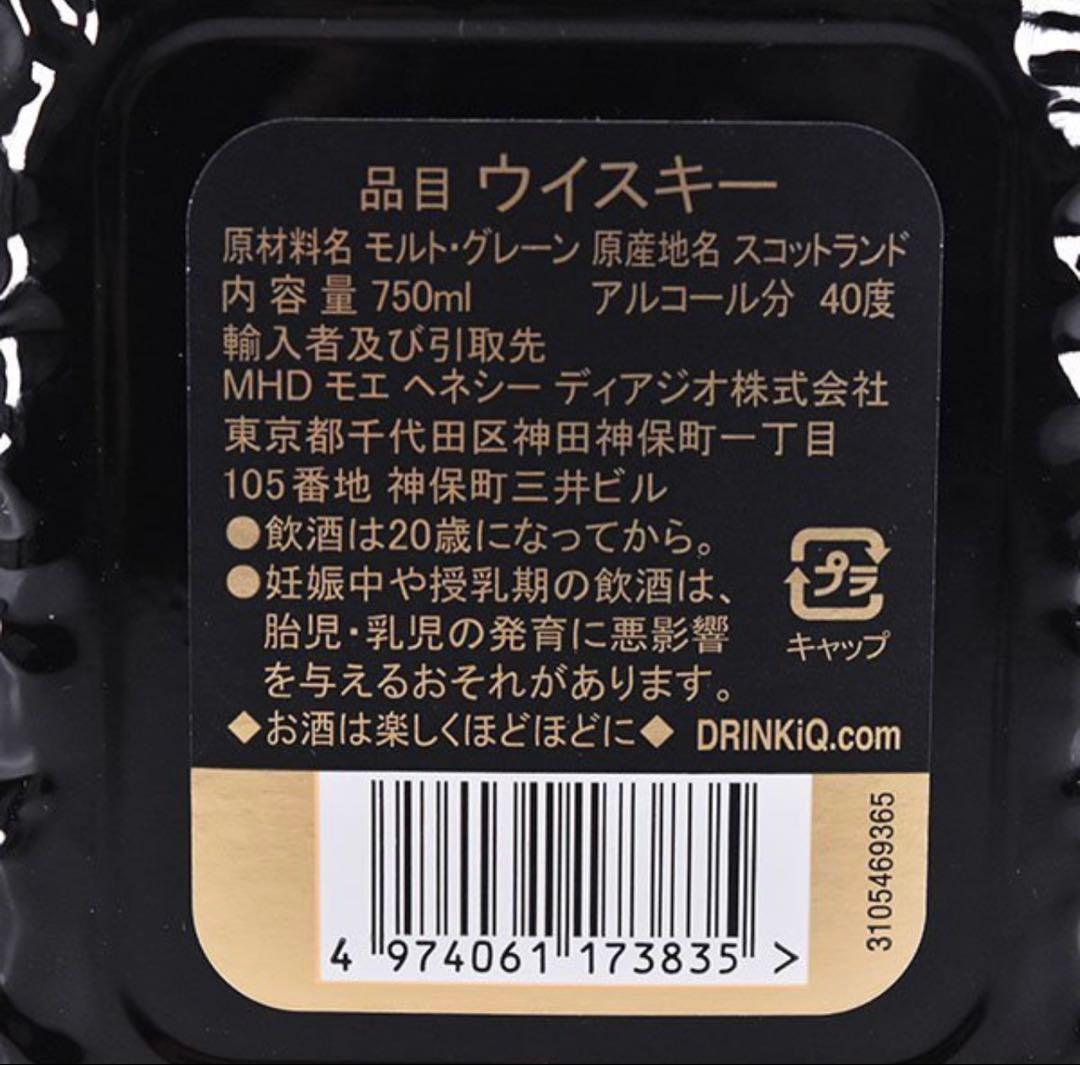 品目 ウイスキー
原材料名 モルト・グレーン 原産地名 スコットランド
内容量 750ml アルコール分 40度
輸入者及び引取先
MHD モエ ヘネシー ディアジオ株式会社
東京都千代田区神田神保町一丁目
105番地 神保町三井ビル
●飲酒は20歳になってから。
●妊娠中や授乳期の飲酒は、
胎児・乳児の発育に悪影響
を与えるおそれがあります。
プラ
キャップ
◆お酒は楽しくほどほどに◆ DRINKiQ.com
4 974061 173835 >
3105469365